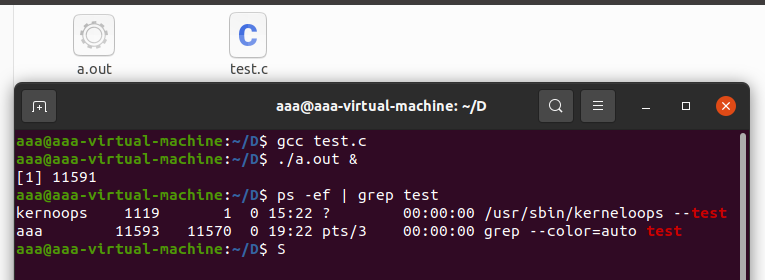 a.out
test.c
C
aaa@aaa-virtual-machine: ~/D
aaa@aaa-virtual-machine:~/D$ gcc test.c
aaa@aaa-virtual-machine:~/D$ ./a.out &
[1] 11591
aaa@aaa-virtual-machine:~/D$ ps -ef | grep test
kernoops    1119       1  0 15:22 ?        00:00:00 /usr/sbin/kerneloops --test
aaa        11593   11570  0 19:22 pts/3    00:00:00 grep --color=auto test
aaa@aaa-virtual-machine:~/D$ S